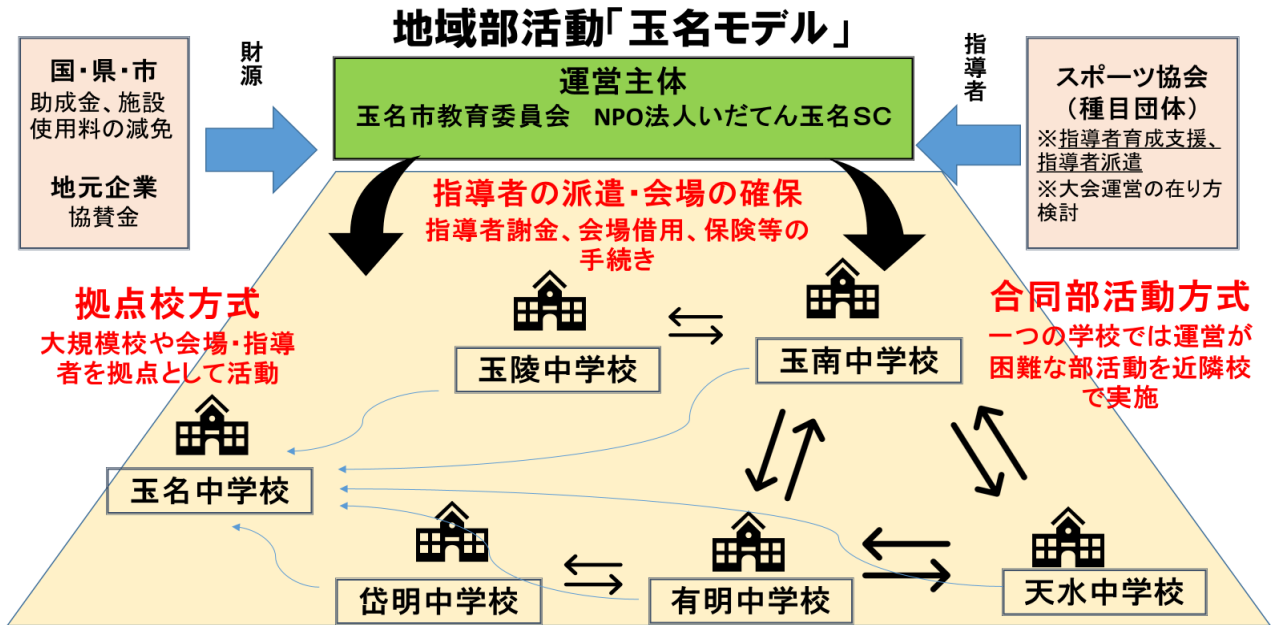 地域部活動「玉名モデル」
国・県・市
助成金、施設
使用料の減免
地元企業
協賛金
財源
運営主体
玉名市教育委員会　NPO法人いだてん玉名SC
指導者
スポーツ協会
(種目団体)
※指導者育成支援、
指導者派遣
※大会運営の在り方
検討
指導者の派遣・会場の確保
指導者謝金、会場借用、保険等の
手続き
拠点校方式
大規模校や会場・指導
者を拠点として活動
合同部活動方式
一つの学校では運営が
困難な部活動を近隣校
で実施
玉陵中学校
玉南中学校
玉名中学校
岱明中学校
有明中学校
天水中学校